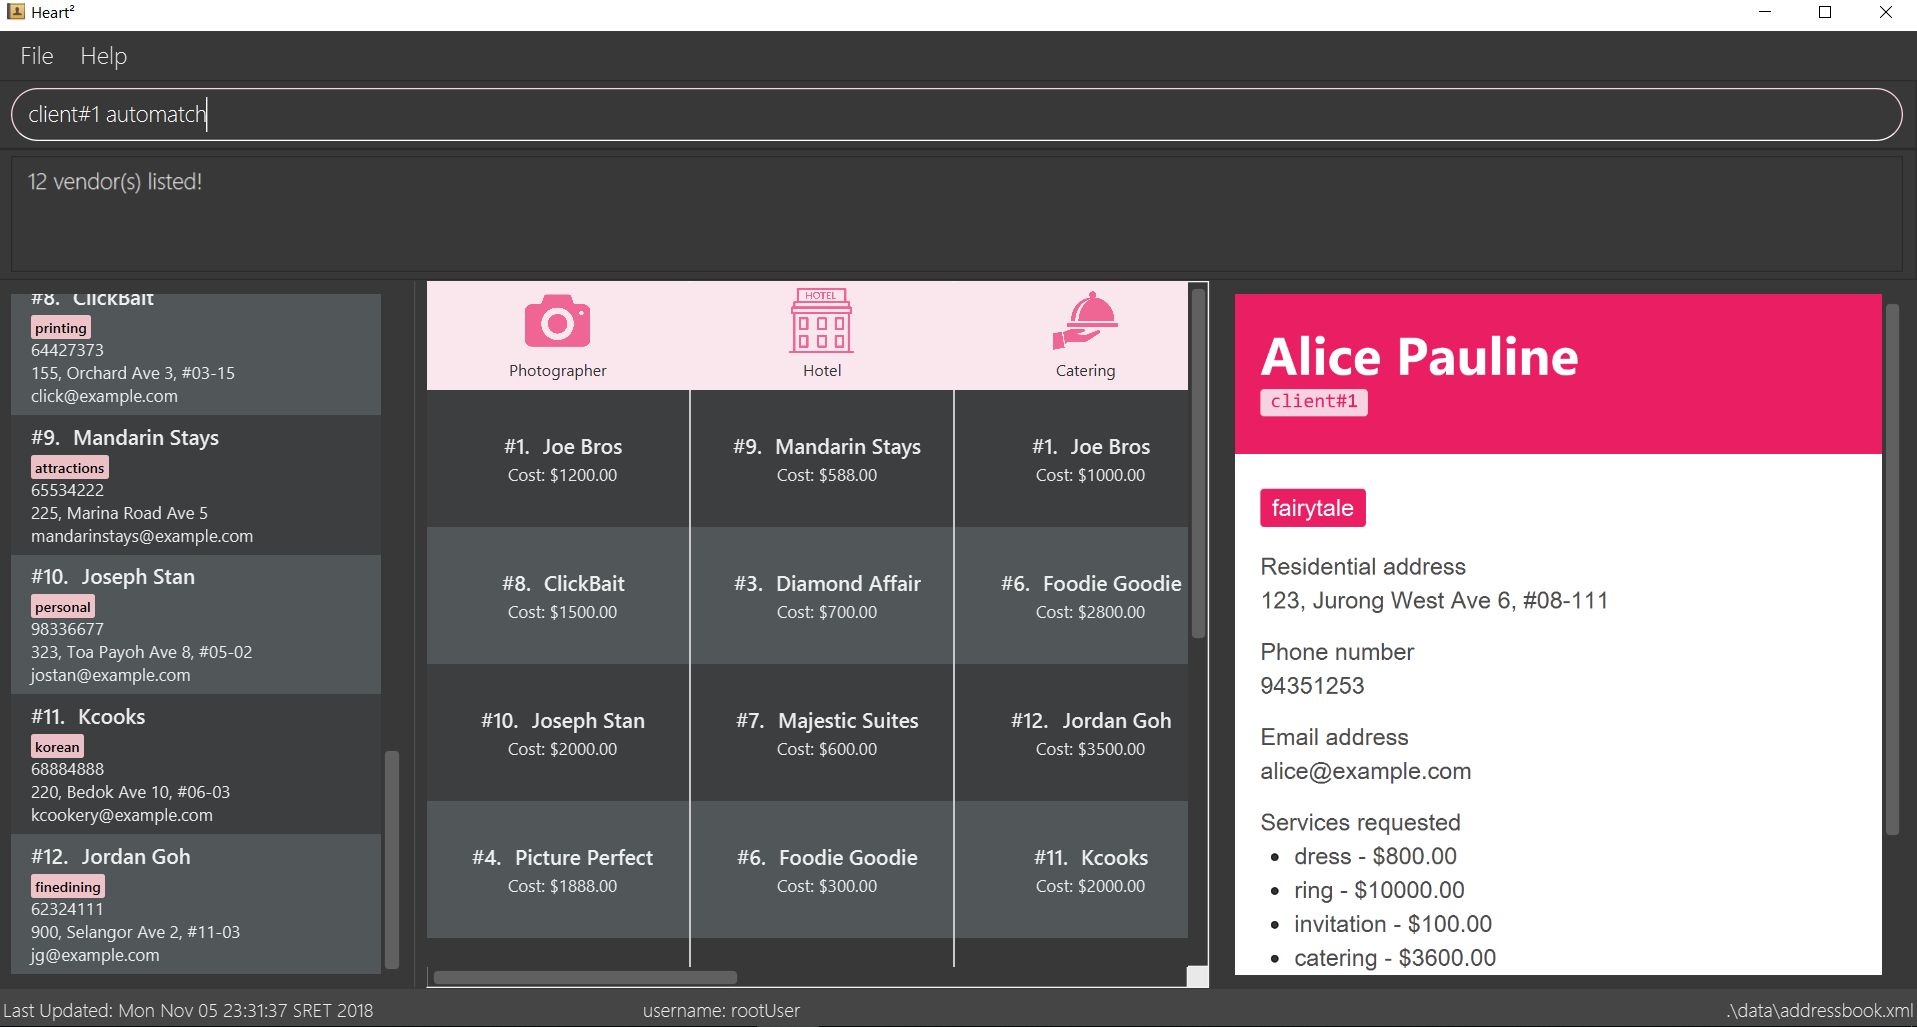 Heart²
File Help
client#1 automatch
12 vendor(s) listed!
#8. ClickBait
printing
64427373
155, Orchard Ave 3, #03-15
click@example.com
#9. Mandarin Stays
attractions
65534222
225, Marina Road Ave 5
mandarinstays@example.com
#10. Joseph Stan
personal
98336677
323, Toa Payoh Ave 8, #05-02
jostan@example.com
#11. Kcooks
korean
68884888
220, Bedok Ave 10, #06-03
kcookery@example.com
#12. Jordan Goh
finedining
62324111
900, Selangor Ave 2, #11-03
jg@example.com
HOTEL
Photographer Hotel Catering
#1. Joe Bros #9. Mandarin Stays #1. Joe Bros
Cost: $1200.00 Cost: $588.00 Cost: $1000.00
#8. ClickBait #3. Diamond Affair #6. Foodie Goodie
Cost: $1500.00 Cost: $700.00 Cost: $2800.00
#10. Joseph Stan #7. Majestic Suites #12. Jordan Goh
Cost: $2000.00 Cost: $600.00 Cost: $3500.00
#4. Picture Perfect #6. Foodie Goodie #11. Kcooks
Cost: $1888.00 Cost: $300.00 Cost: $2000.00
Alice Pauline
client#1
fairytale
Residential address
123, Jurong West Ave 6, #08-111
Phone number
94351253
Email address
alice@example.com
Services requested
• dress - $800.00
• ring - $10000.00
• invitation - $100.00
• catering - $3600.00
Last Updated: Mon Nov 05 23:31:37 SRET 2018 username: rootUser .\data\addressbook.xml